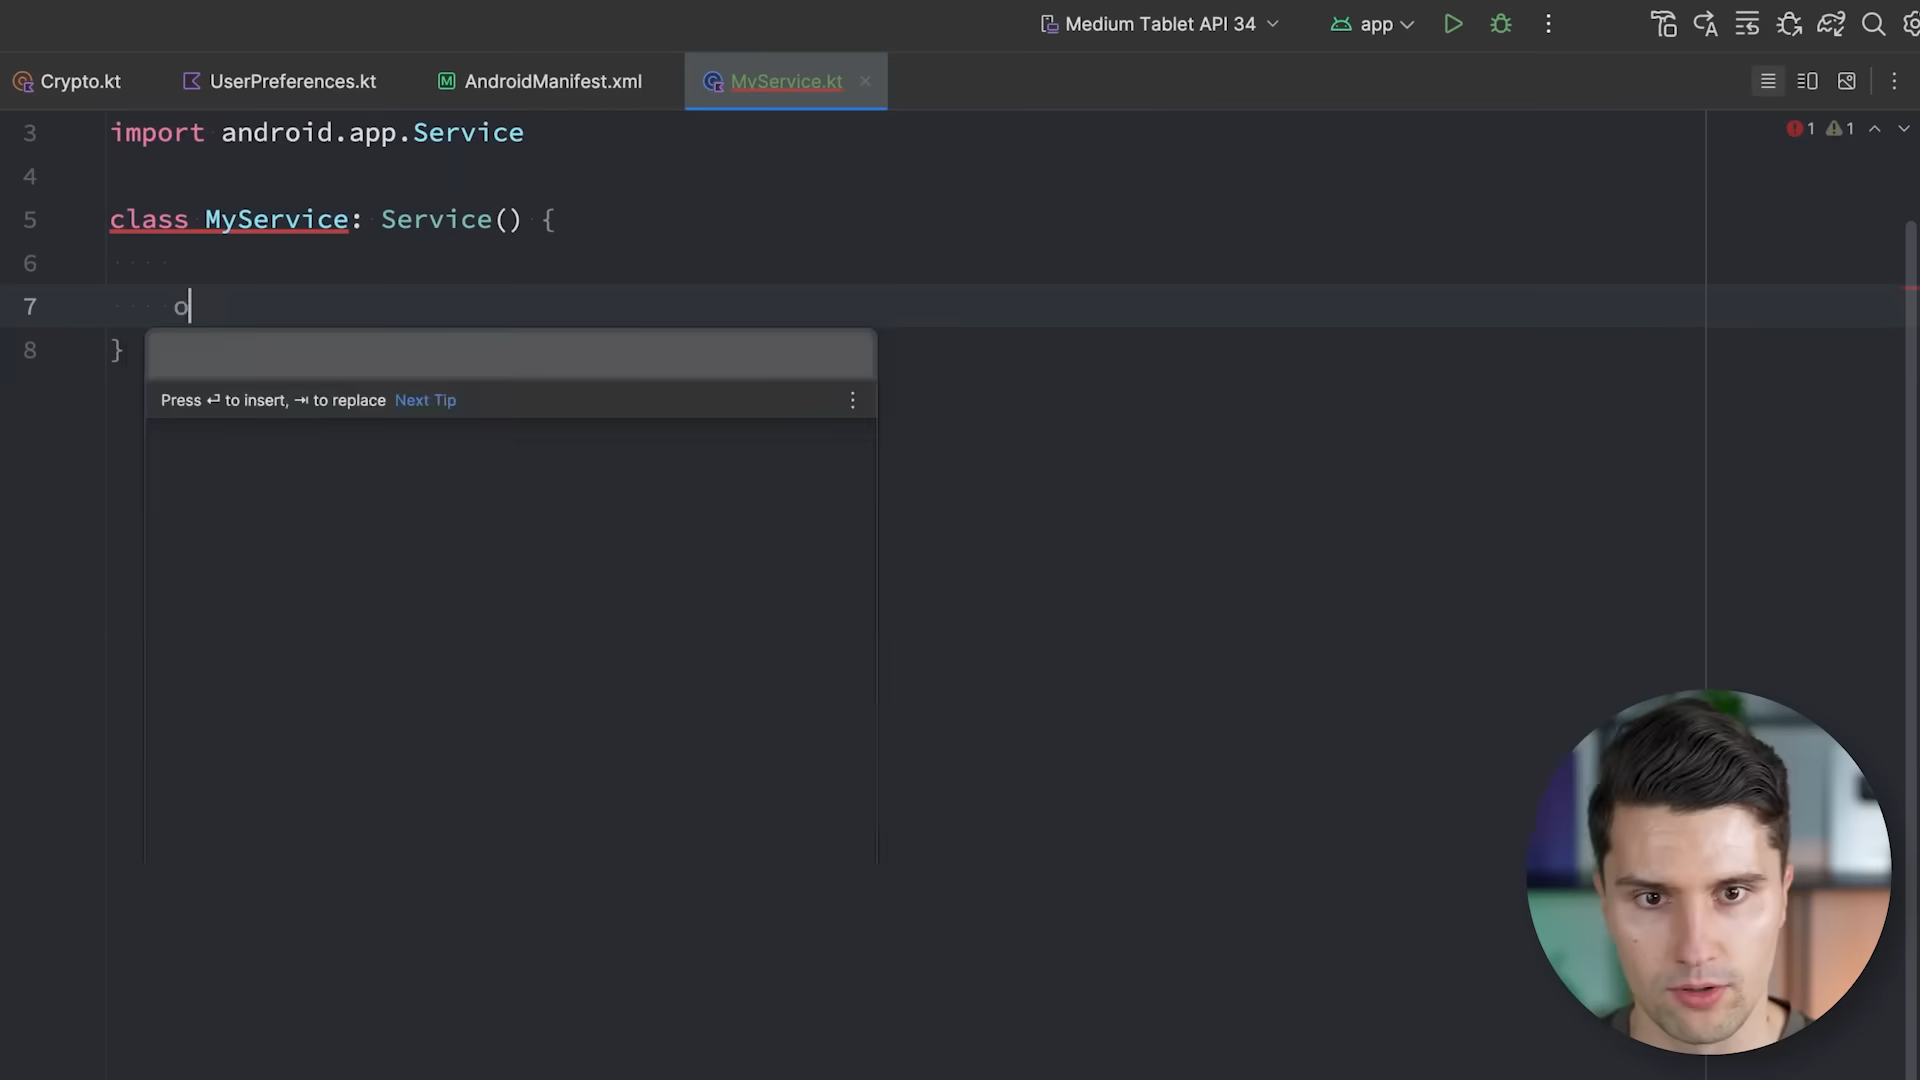 Medium Tablet API 34
app
Crypto.kt
UserPreferences.kt
AndroidManifest.xml
MyService.kt
1 1
3 import android.app.Service
4
5 class MyService: Service() {
6
7 o
8 }
Press ⏎ to insert, ⇥ to replace Next Tip